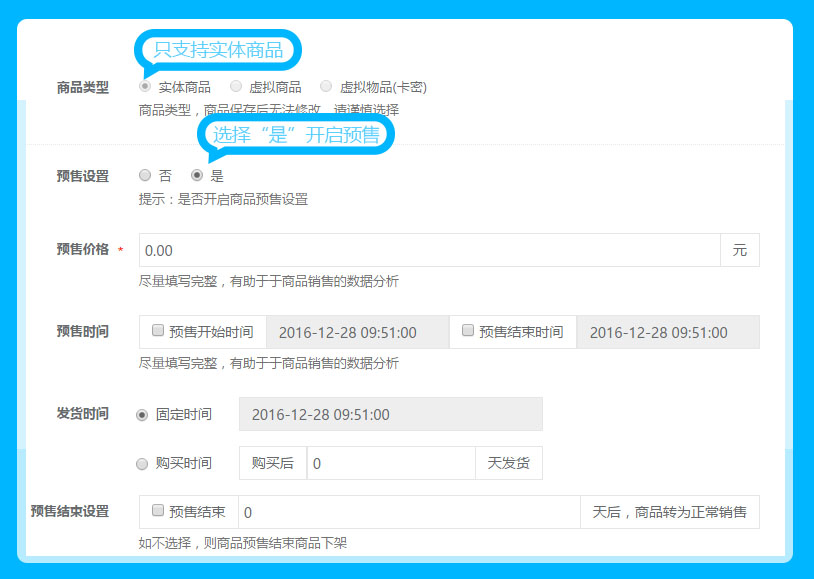 只支持实体商品
商品类型 实体商品 虚拟商品 虚拟物品(卡密)
商品类型，商品保存后无法修改，请谨慎选择
选择“是”开启预售
预售设置 否 是
提示：是否开启商品预售设置
预售价格 * 0.00 元
尽量填写完整，有助于于商品销售的数据分析
预售时间 预售开始时间 2016-12-28 09:51:00 预售结束时间 2016-12-28 09:51:00
尽量填写完整，有助于于商品销售的数据分析
发货时间 固定时间 2016-12-28 09:51:00
购买时间 购买后 0 天发货
预售结束设置 预售结束 0 天后，商品转为正常销售
如不选择，则商品预售结束商品下架